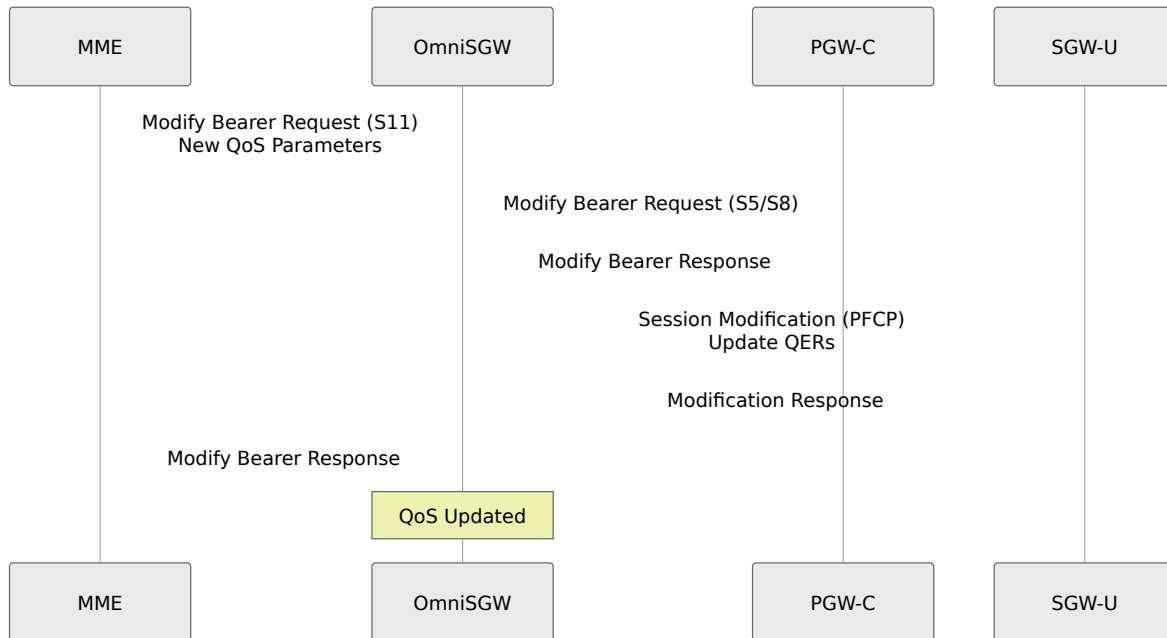 MME
OmniSGW
PGW-C
SGW-U
Modify Bearer Request (S11)
New QoS Parameters
Modify Bearer Request (S5/S8)
Modify Bearer Response
Session Modification (PFCP)
Update QERs
Modification Response
Modify Bearer Response
QoS Updated
MME
OmniSGW
PGW-C
SGW-U